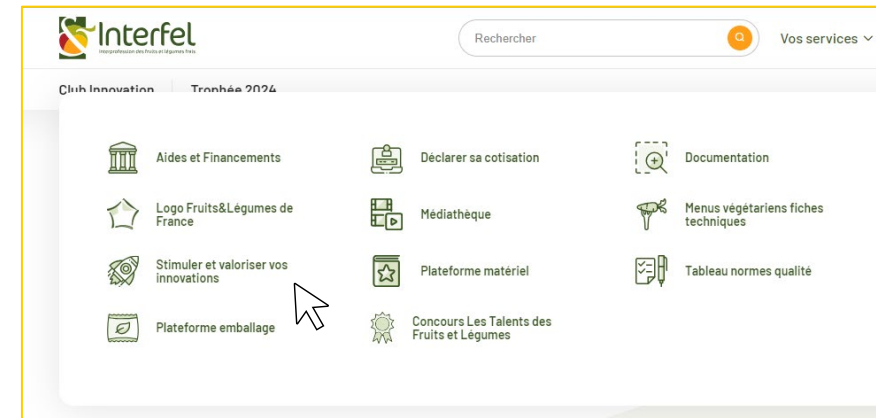 Interfel
Interprofession des fruits et légumes frais
Rechercher
Vos services
Club Innovation
Trophée 2024
Aides et Financements
Déclarer sa cotisation
Documentation
Logo Fruits&Légumes de
France
Médiathèque
Menus végétariens fiches
techniques
Stimuler et valoriser vos
innovations
Plateforme matériel
Tableau normes qualité
Plateforme emballage
Concours Les Talents des
Fruits et Légumes